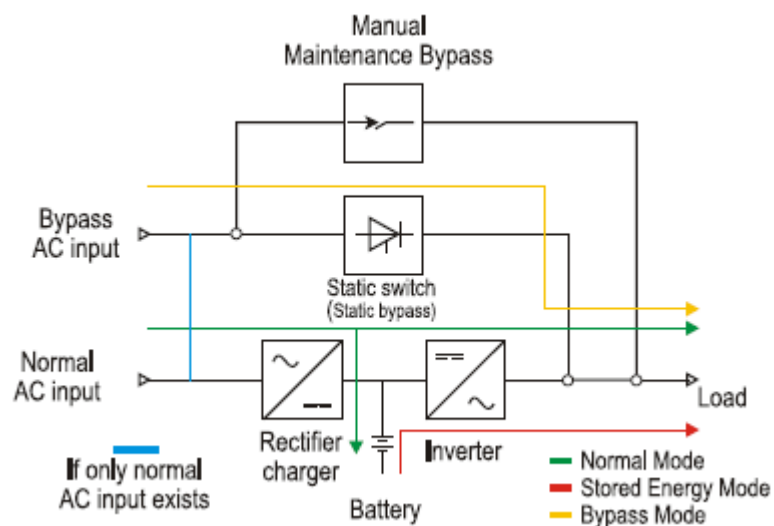 Manual
Maintenance Bypass
Bypass
AC input
Static switch
(Static bypass)
Normal
AC input
Load
Rectifier
charger
Inverter
If only normal
AC input exists
Battery
Normal Mode
Stored Energy Mode
Bypass Mode